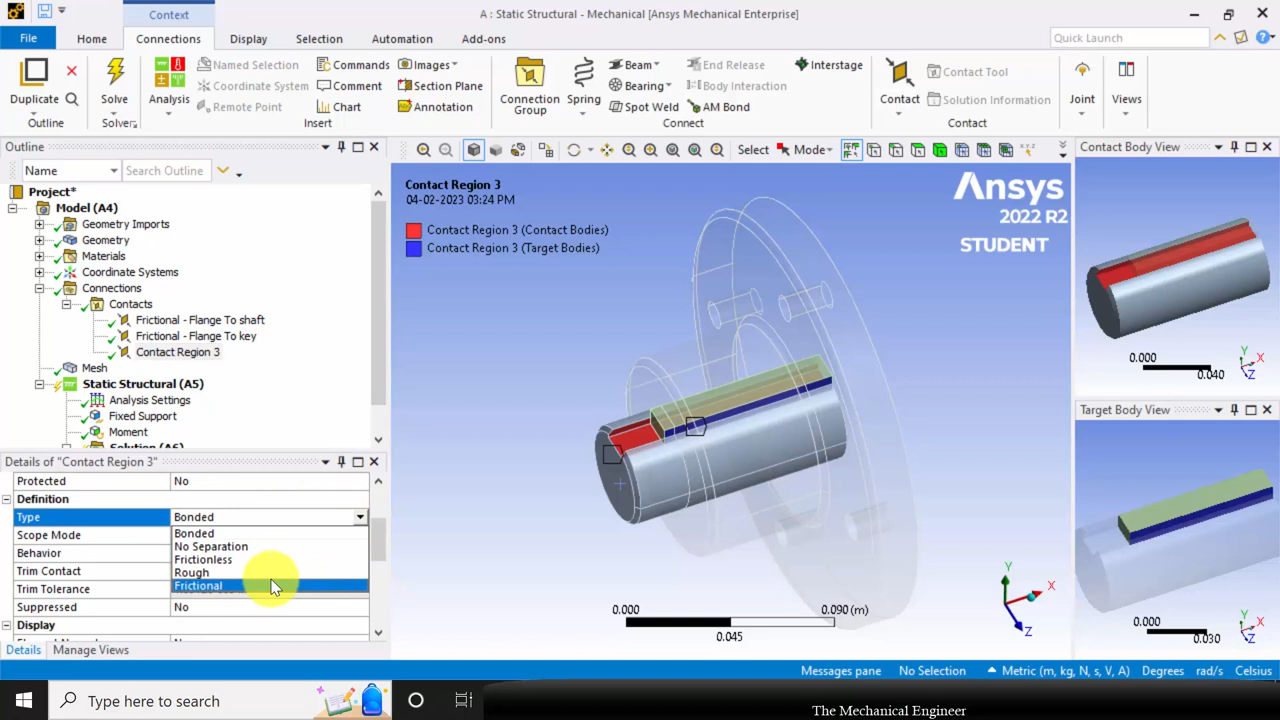 Context
A : Static Structural - Mechanical [Ansys Mechanical Enterprise]
File
Home
Connections
Display
Selection
Automation
Add-ons
Quick Launch
Duplicate
Outline
Solve
Solver
Analysis
Named Selection
Coordinate System
Remote Point
Commands
Comment
Chart
Images
Section Plane
Annotation
Insert
Connection Group
Spring
Beam
Bearing
Spot Weld
End Release
Body Interaction
AM Bond
Interstage
Connect
Contact
Contact Tool
Solution Information
Contact
Joint
Views
Outline
Name
Search Outline
Project*
Model (A4)
Geometry Imports
Geometry
Materials
Coordinate Systems
Connections
Contacts
Frictional - Flange To shaft
Frictional - Flange To key
Contact Region 3
Mesh
Static Structural (A5)
Analysis Settings
Fixed Support
Moment
Solution (A6)
Details of "Contact Region 3"
Protected No
Definition
Type Bonded
Scope Mode
Behavior
Trim Contact
Trim Tolerance
Suppressed No
Display
Bonded
No Separation
Frictionless
Rough
Frictional
Details
Manage Views
Select
Mode
Contact Region 3
04-02-2023 03:24 PM
Contact Region 3 (Contact Bodies)
Contact Region 3 (Target Bodies)
Ansys
2022 R2
STUDENT
0.000 0.090 (m)
0.045
Y
X
Z
Contact Body View
0.000
0.040
Y
X
Z
Target Body View
0.000
0.030
Y
X
Z
Messages pane
No Selection
Metric (m, kg, N, s, V, A)
Degrees
rad/s
Celsius
Type here to search
The Mechanical Engineer